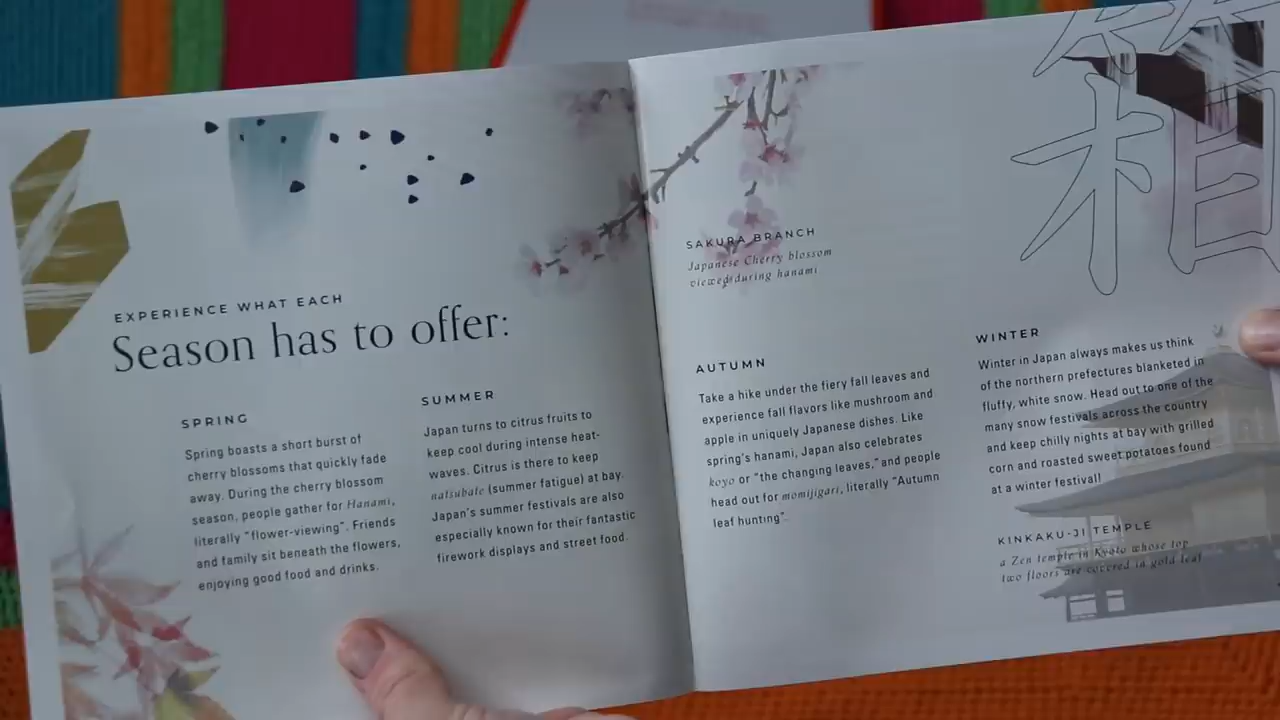 EXPERIENCE WHAT EACH
Season has to offer:
SPRING
Spring boasts a short burst of
cherry blossoms that quickly fade
away. During the cherry blossom
season, people gather for Hanami,
literally "flower-viewing". Friends
and family sit beneath the flowers,
enjoying good food and drinks.
SUMMER
Japan turns to citrus fruits to
keep cool during intense heat-
waves. Citrus is there to keep
natsubate (summer fatigue) at bay.
Japan's summer festivals are also
especially known for their fantastic
firework displays and street food.
SAKURA BRANCH
Japanese Cherry blossom
viewed during hanami
AUTUMN
Take a hike under the fiery fall leaves and
experience fall flavors like mushroom and
apple in uniquely Japanese dishes. Like
spring's hanami, Japan also celebrates
koyo or "the changing leaves," and people
head out for momijigari, literally "Autumn
leaf hunting".
WINTER
Winter in Japan always makes us think
of the northern prefectures blanketed in
fluffy, white snow. Head out to one of the
many snow festivals across the country
and keep chilly nights at bay with grilled
corn and roasted sweet potatoes found
at a winter festival!
KINKAKU-JI TEMPLE
a Zen temple in Kyoto whose top
two floors are covered in gold leaf
箱